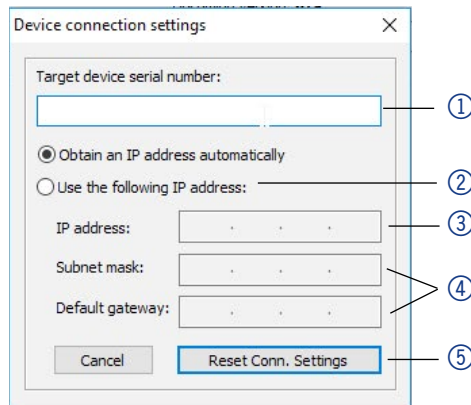 Device connection settings
Target device serial number:
①
Obtain an IP address automatically
Use the following IP address:
②
IP address:
③
Subnet mask:
④
Default gateway:
Cancel
Reset Conn. Settings
⑤